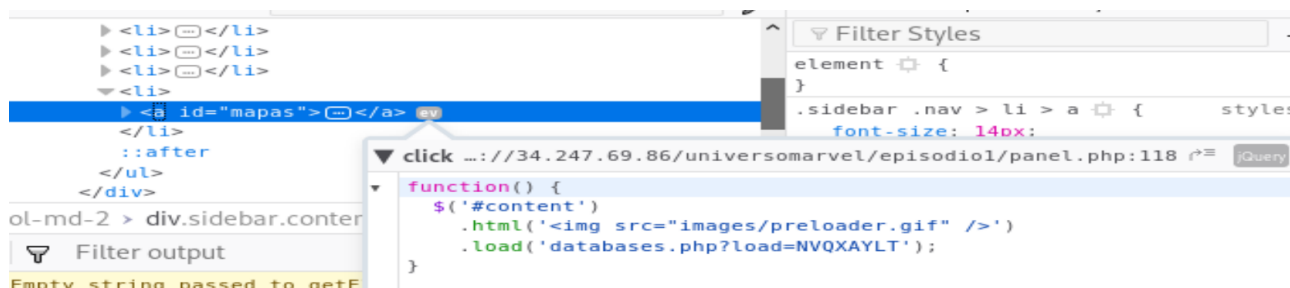 <li>…</li>
<li>…</li>
<li>…</li>
<li>
<a id="mapas">…</a> ev
</li>
::after
</ul>
</div>
ol-md-2 > div.sidebar.conter
Filter output
Empty string passed to getE
Filter Styles
element {
}
.sidebar .nav > li > a { styles
font-size: 14px;
click …://34.247.69.86/universomarvel/episodio1/panel.php:118 jQuery
function() {
$('#content')
.html('<img src="images/preloader.gif" />')
.load('databases.php?load=NVQXAYLT');
}